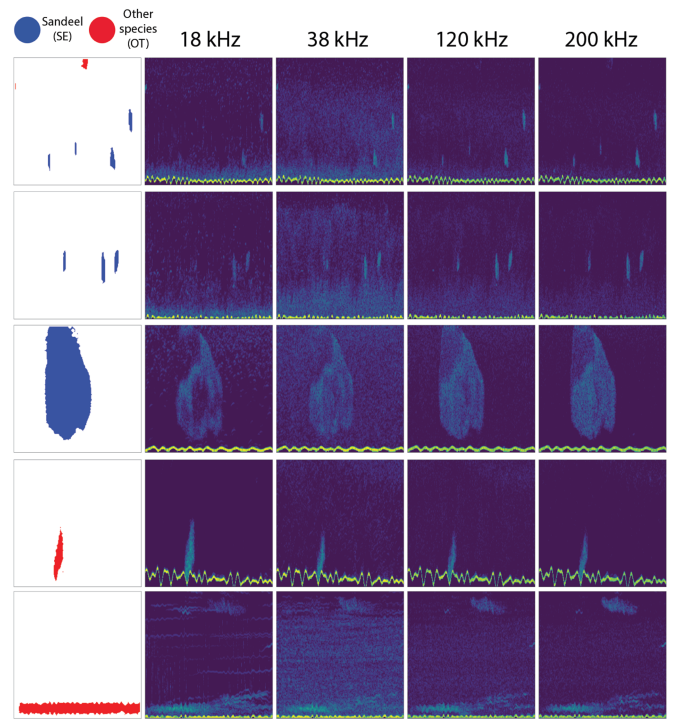 Sandeel
(SE)
Other
species
(OT)
18 kHz
38 kHz
120 kHz
200 kHz